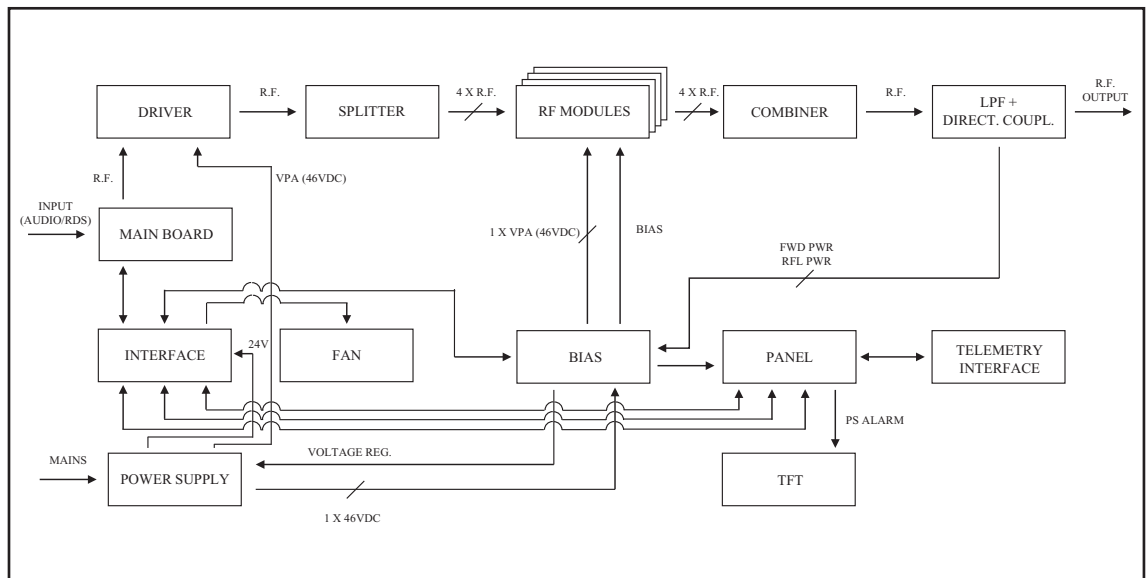 R.F.
4 X R.F.
4 X R.F.
R.F.
R.F.
OUTPUT
DRIVER
SPLITTER
RF MODULES
COMBINER
LPF +
DIRECT. COUPL.
R.F.
VPA (46VDC)
INPUT
(AUDIO/RDS)
MAIN BOARD
1 X VPA (46VDC)
BIAS
FWD PWR
RFL PWR
24V
INTERFACE
FAN
BIAS
PANEL
TELEMETRY
INTERFACE
PS ALARM
VOLTAGE REG.
MAINS
POWER SUPPLY
TFT
1 X 46VDC